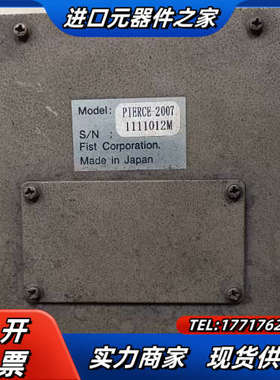 进口元器件之家
Model: PIERCE-2007
S/N : 1111012M
Fist Corporation.
Made in Japan
开
票
TEL:1771762
实力商家 现货供